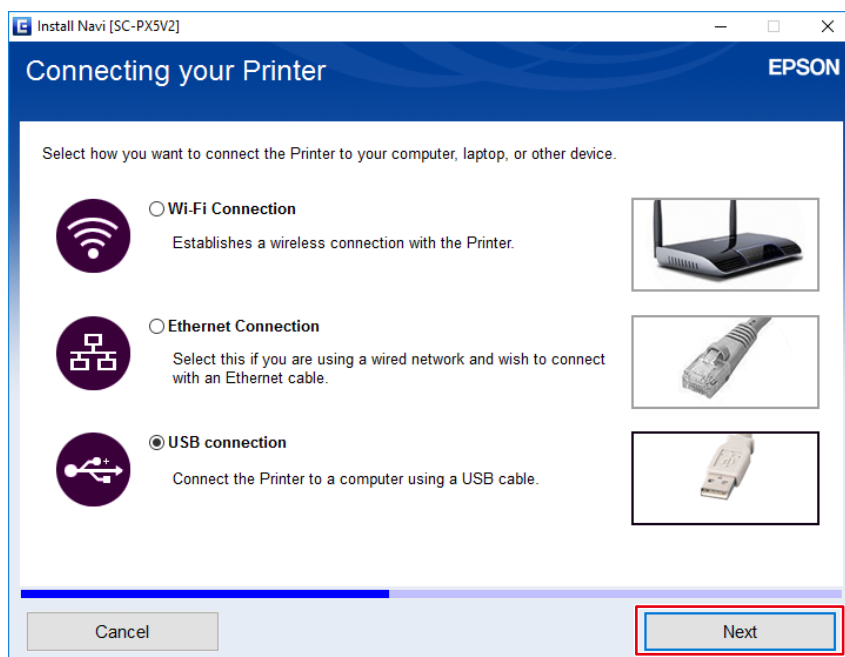 Install Navi [SC-PX5V2]
Connecting your Printer
EPSON
Select how you want to connect the Printer to your computer, laptop, or other device.
Wi-Fi Connection
Establishes a wireless connection with the Printer.
Ethernet Connection
Select this if you are using a wired network and wish to connect
with an Ethernet cable.
USB connection
Connect the Printer to a computer using a USB cable.
Cancel
Next